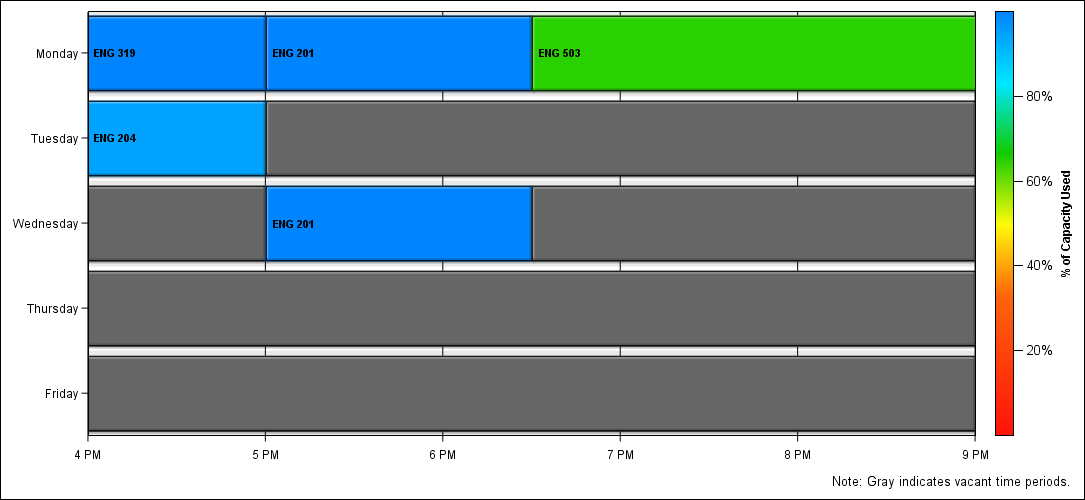 Monday
ENG 319
ENG 201
ENG 503
Tuesday
ENG 204
Wednesday
ENG 201
Thursday
Friday
4 PM
5 PM
6 PM
7 PM
8 PM
9 PM
80%
60%
40%
20%
% of Capacity Used
Note: Gray indicates vacant time periods.